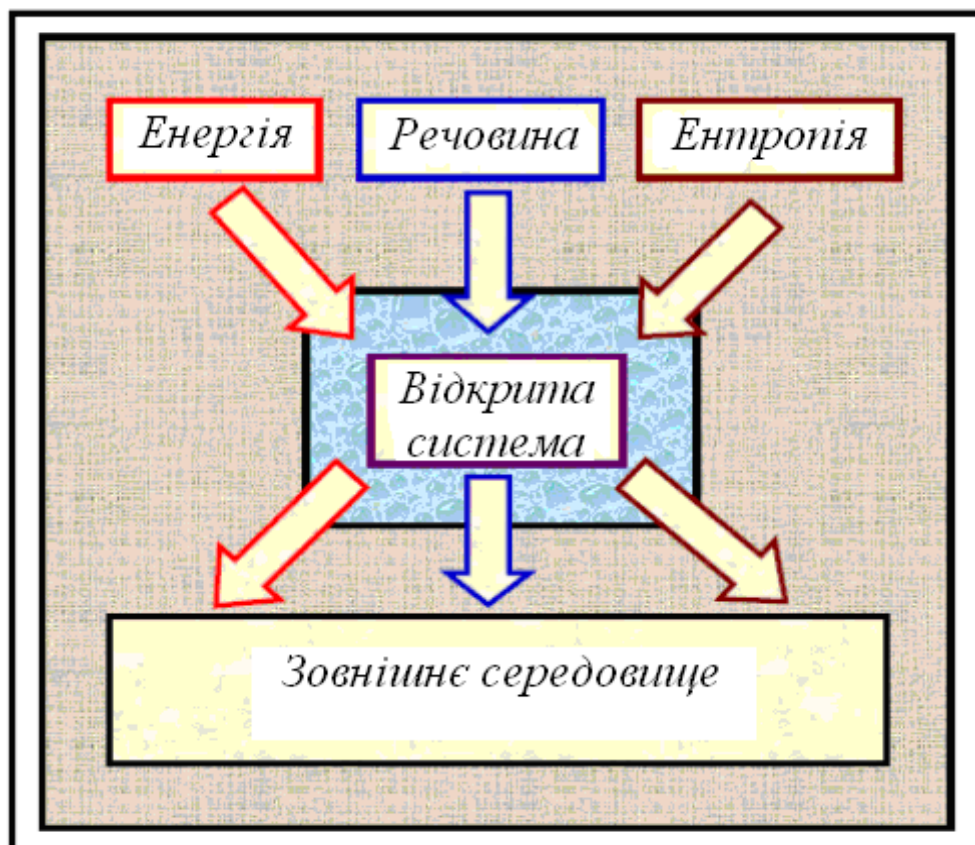 Енергія
Речовина
Ентропія
Відкрита
система
Зовнішнє середовище